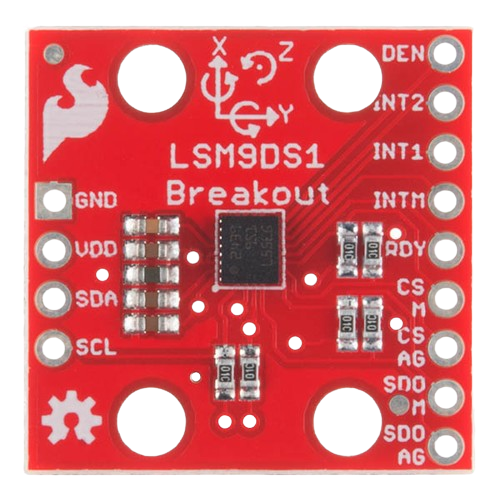 X
Z
Y
LSM9DS1
Breakout
GND
VDD
SDA
SCL
DEN
INT2
INT1
INTM
RDY
CS
M
CS
AG
SDO
M
SDO
AG